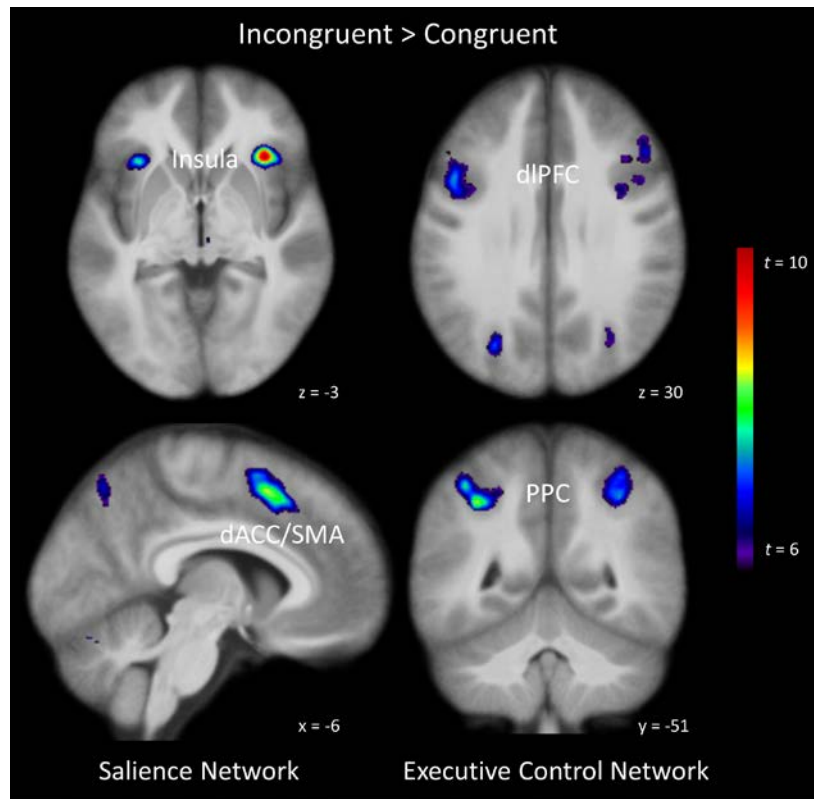 Incongruent > Congruent
Insula
dlPFC
t = 10
z = -3
z = 30
dACC/SMA
PPC
t = 6
x = -6
y = -51
Salience Network
Executive Control Network